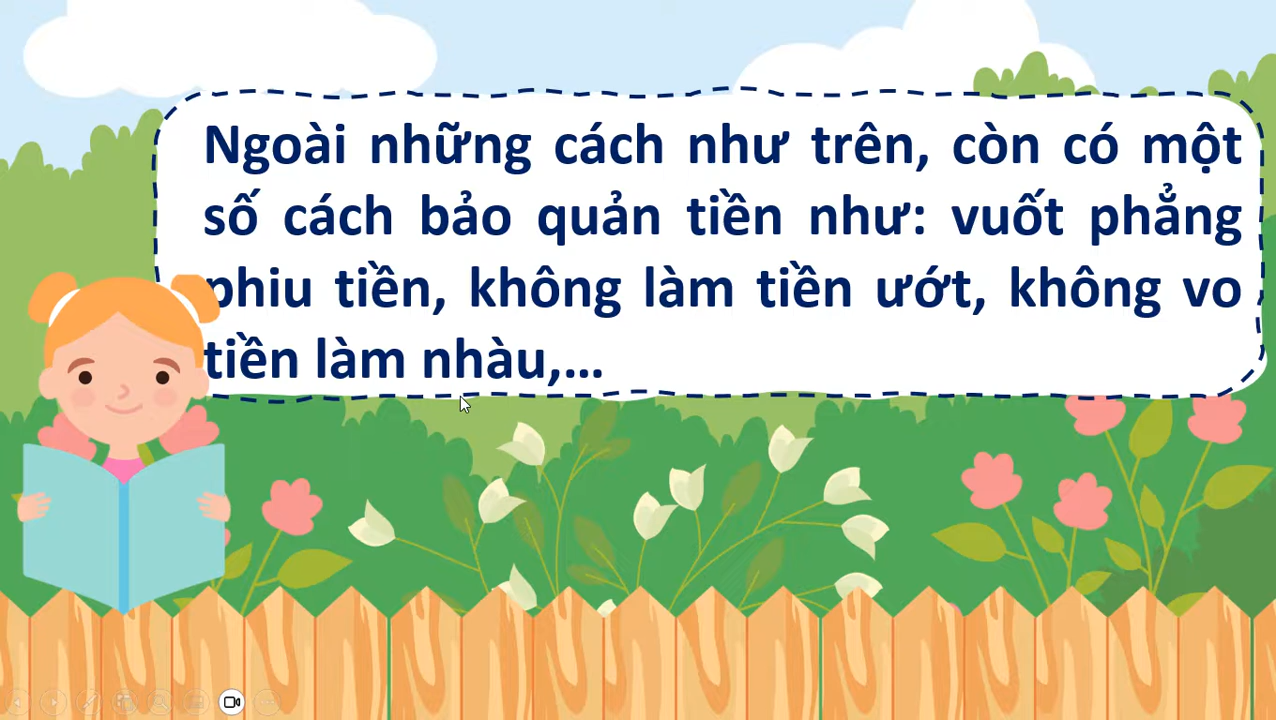 Ngoài những cách như trên, còn có một
số cách bảo quản tiền như: vuốt phẳng
phiu tiền, không làm tiền ướt, không vo
tiền làm nhàu,...